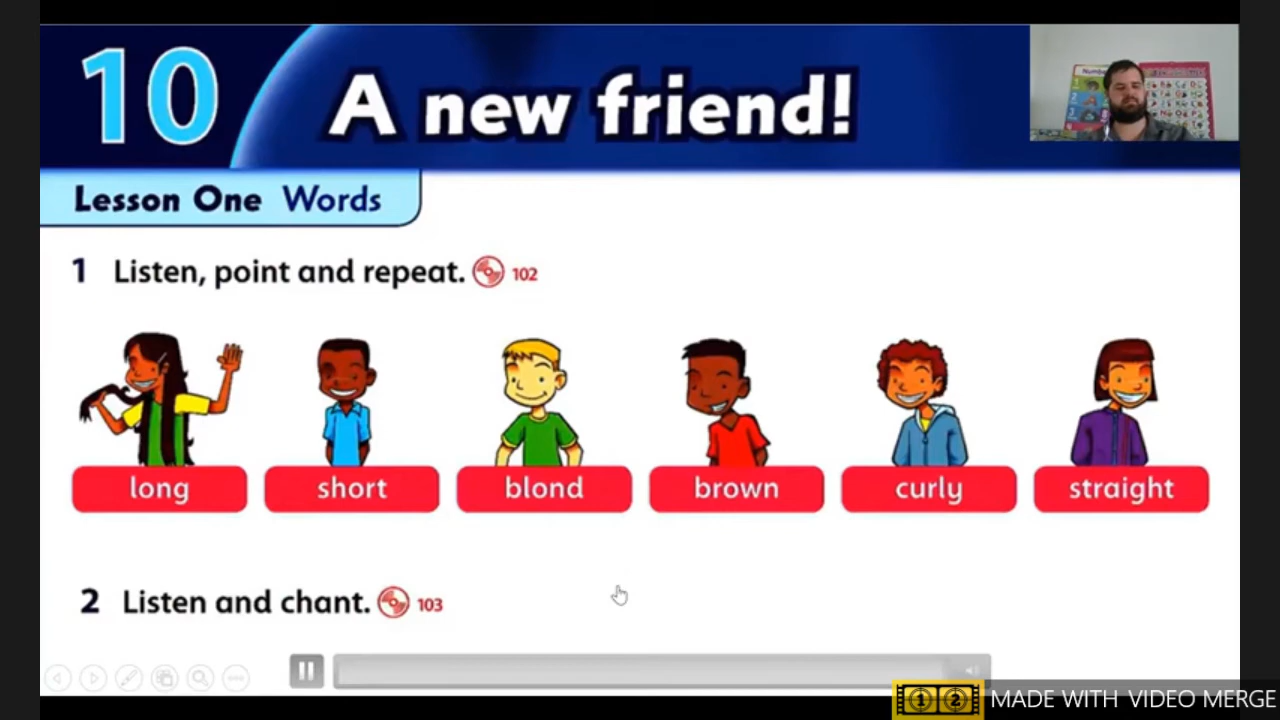 10 A new friend!
Lesson One Words
1 Listen, point and repeat. 102
long short blond brown curly straight
2 Listen and chant. 103
MADE WITH VIDEO MERGE